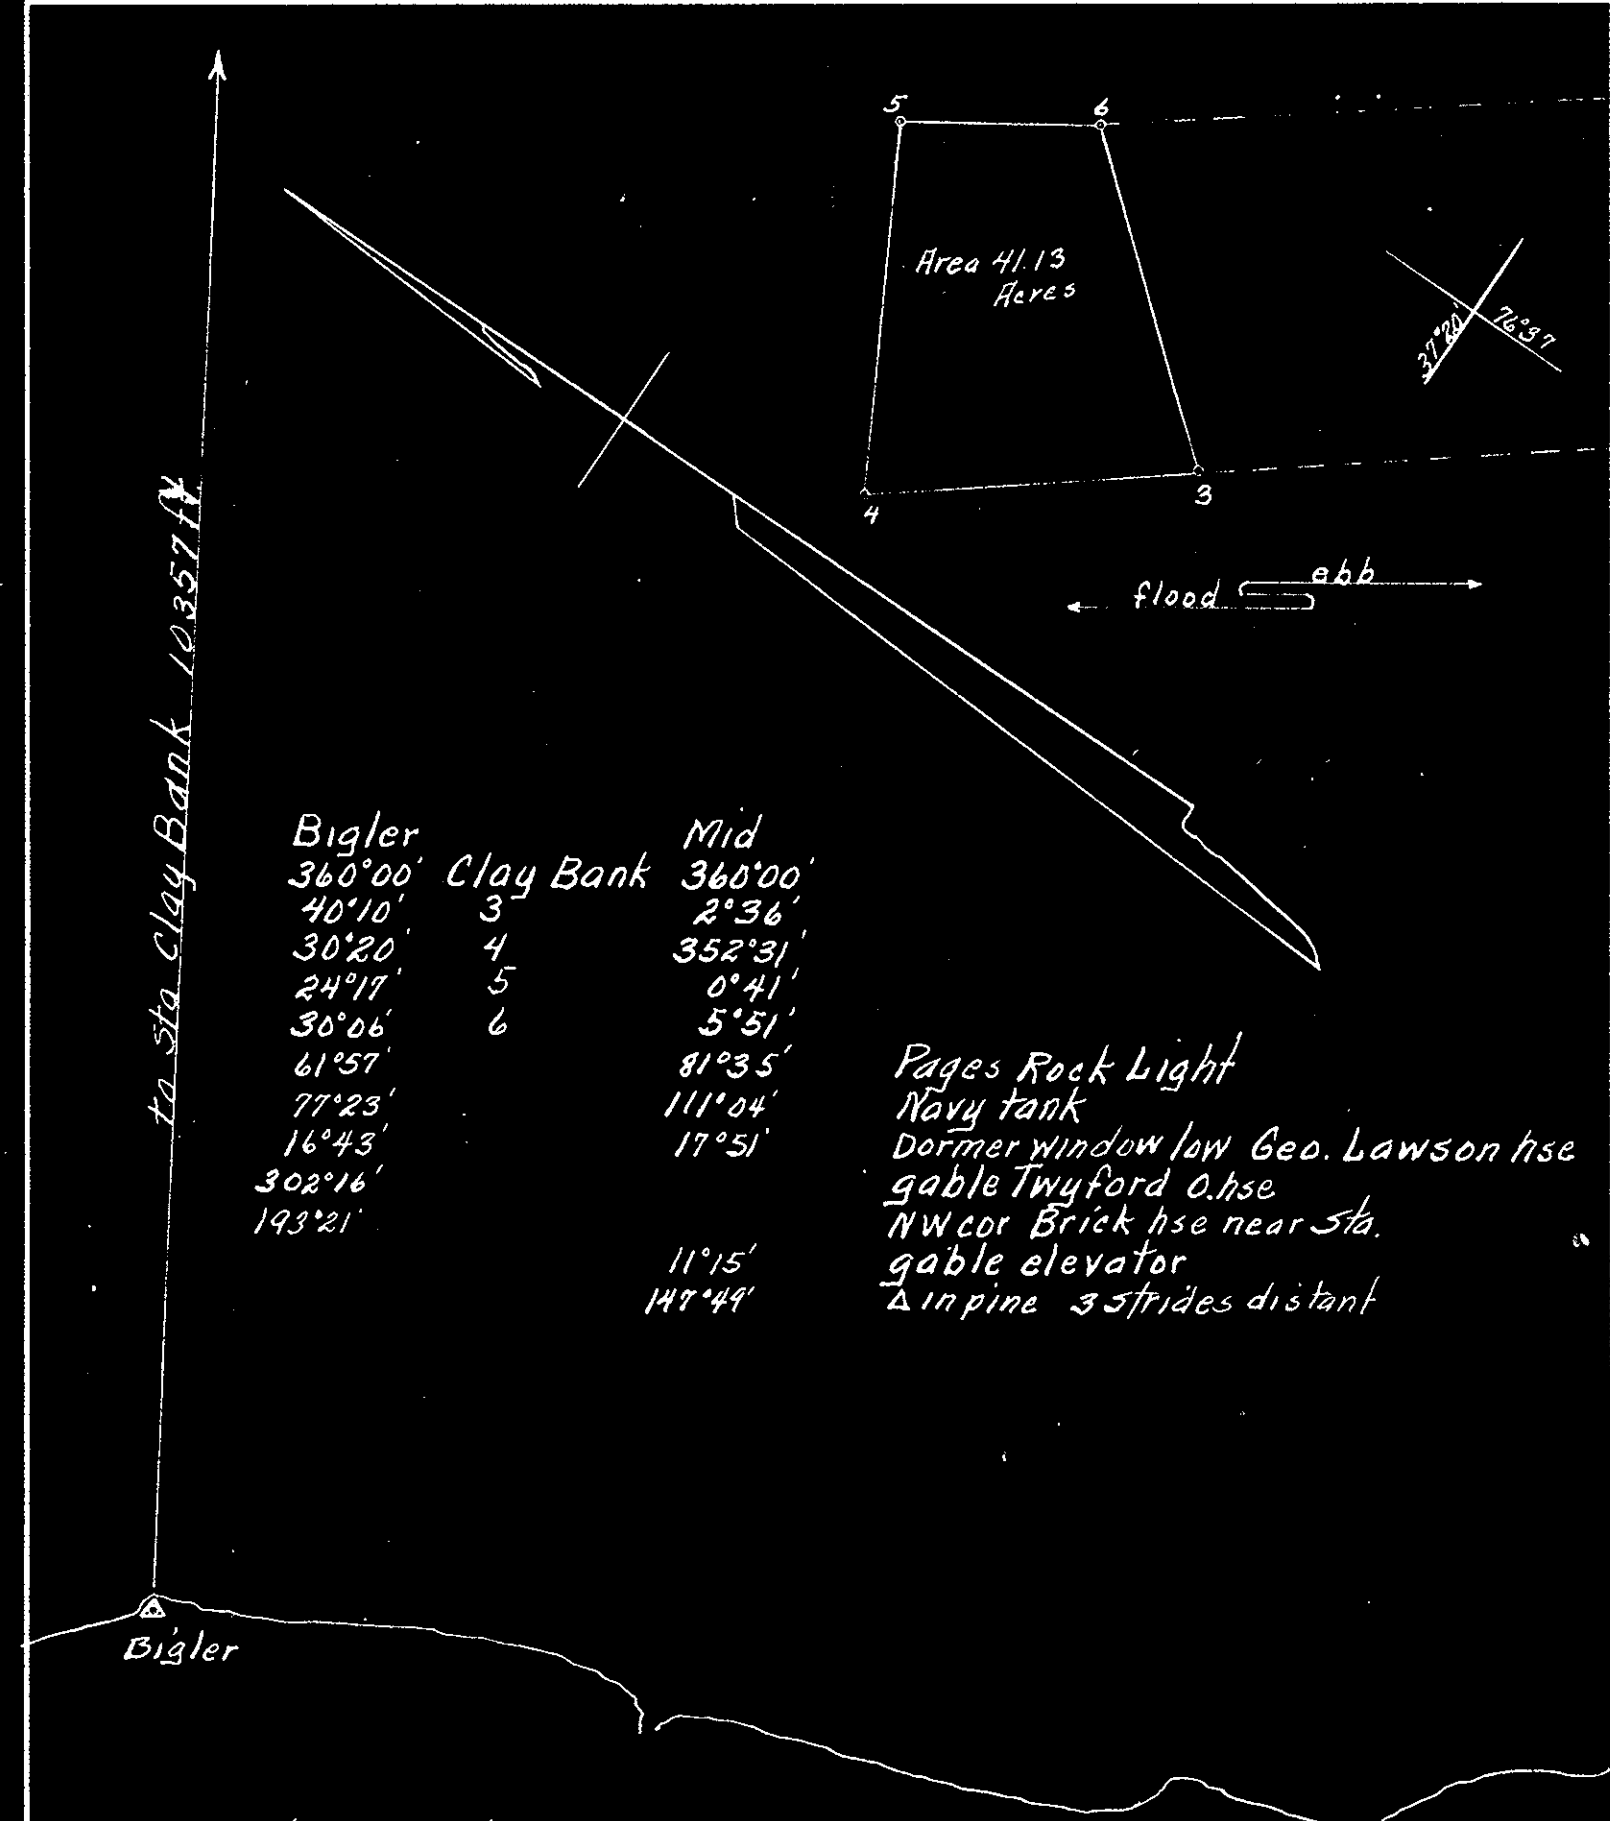 5 6
Area 41.13
Acres
37°20'
76°37
4 3
flood ebb
to Sta Clay Bank 10357 ft
Bigler Mid
360°00' Clay Bank 360°00'
40°10' 3 2°36'
30°20' 4 352°31'
24°17' 5 0°41'
30°06' 6 5°51'
61°57' 81°35' Pages Rock Light
77°23' 111°04' Navy tank
16°43' 17°51' Dormer window low Geo. Lawson hse
302°16' gable Twyford O.hse
193°21' NW cor Brick hse near Sta.
11°15' gable elevator
147°49' Δ in pine 3 strides distant
Bigler